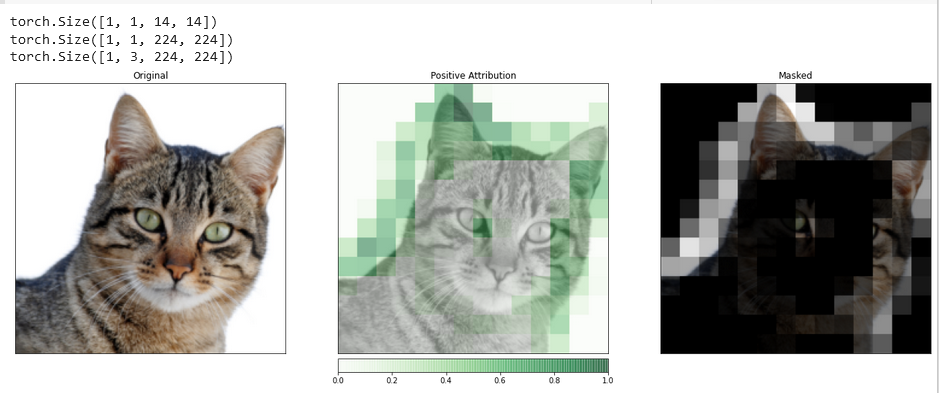 torch.Size([1, 1, 14, 14])
torch.Size([1, 1, 224, 224])
torch.Size([1, 3, 224, 224])
Original
Positive Attribution
Masked
0.0 0.2 0.4 0.6 0.8 1.0